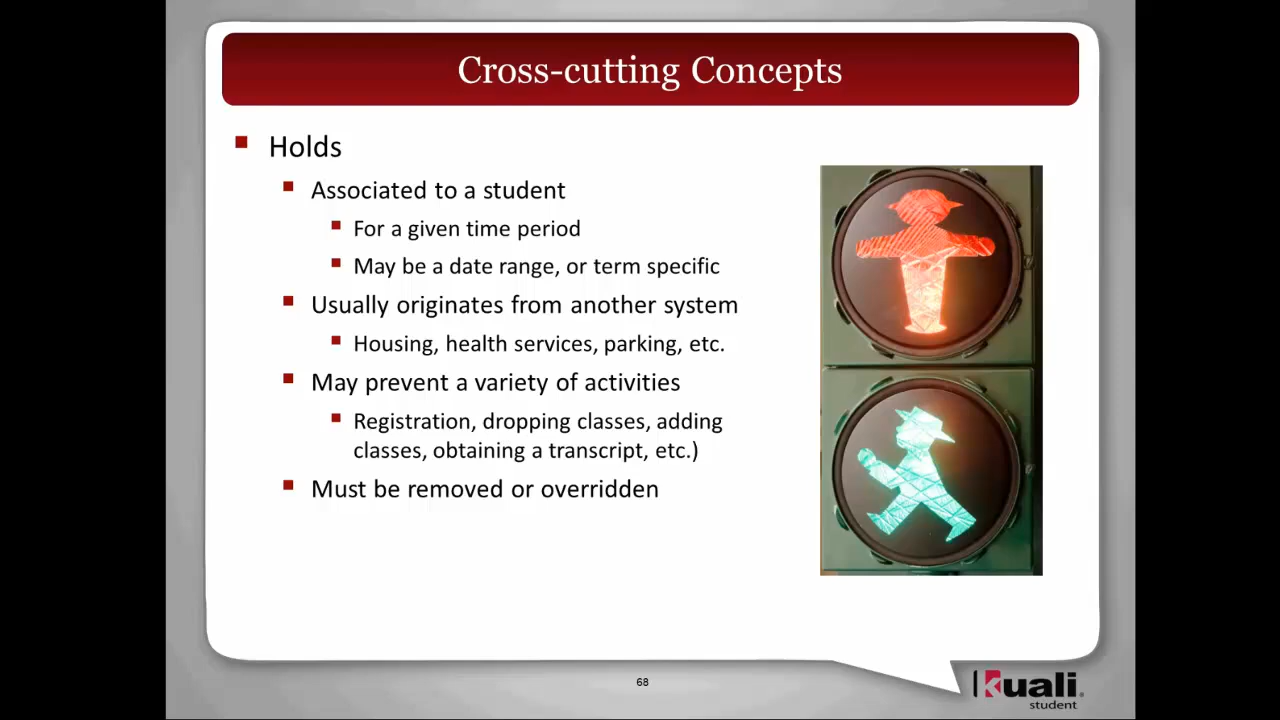 Cross-cutting Concepts
Holds
Associated to a student
For a given time period
May be a date range, or term specific
Usually originates from another system
Housing, health services, parking, etc.
May prevent a variety of activities
Registration, dropping classes, adding
classes, obtaining a transcript, etc.)
Must be removed or overridden
68
kuali
student